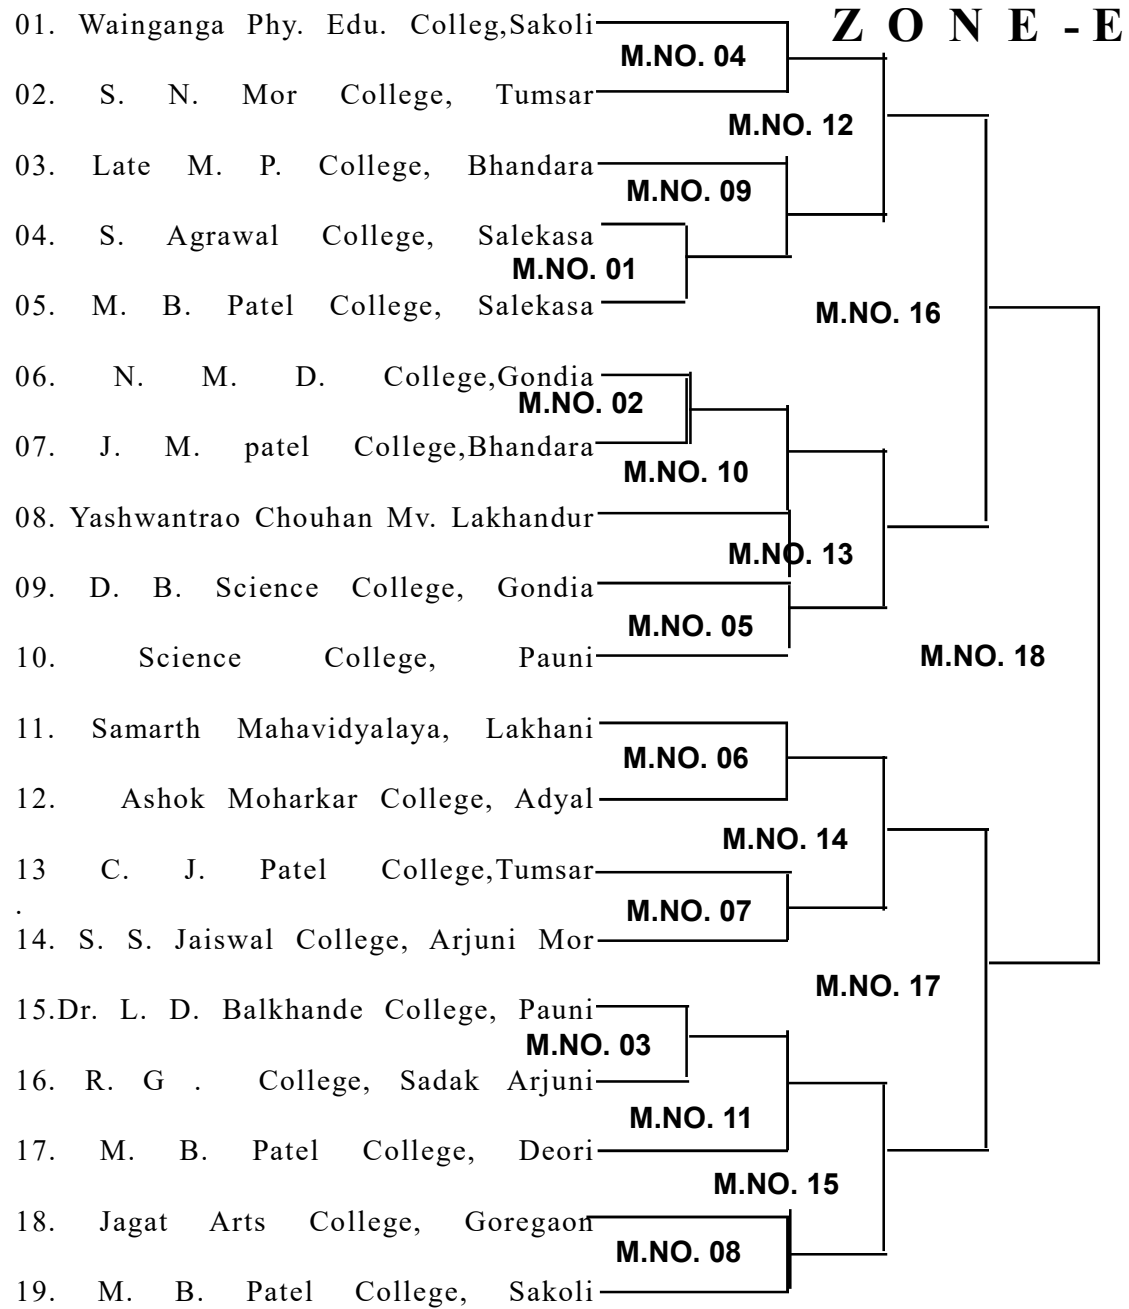 01. Wainganga Phy. Edu. Colleg,Sakoli
Z O N E - E
M.NO. 04
02. S. N. Mor College, Tumsar
M.NO. 12
03. Late M. P. College, Bhandara
M.NO. 09
04. S. Agrawal College, Salekasa
M.NO. 01
05. M. B. Patel College, Salekasa
M.NO. 16
06. N. M. D. College,Gondia
M.NO. 02
07. J. M. patel College,Bhandara
M.NO. 10
08. Yashwantrao Chouhan Mv. Lakhandur
M.NO. 13
09. D. B. Science College, Gondia
M.NO. 05
10. Science College, Pauni
M.NO. 18
11. Samarth Mahavidyalaya, Lakhani
M.NO. 06
12. Ashok Moharkar College, Adyal
M.NO. 14
13 C. J. Patel College,Tumsar
.
M.NO. 07
14. S. S. Jaiswal College, Arjuni Mor
M.NO. 17
15.Dr. L. D. Balkhande College, Pauni
M.NO. 03
16. R. G . College, Sadak Arjuni
M.NO. 11
17. M. B. Patel College, Deori
M.NO. 15
18. Jagat Arts College, Goregaon
M.NO. 08
19. M. B. Patel College, Sakoli